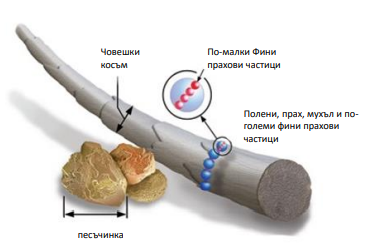 Човешки
косъм
По-малки Фини
прахови частици
Полени, прах, мухъл и по-
големи фини прахови
частици
песъчинка